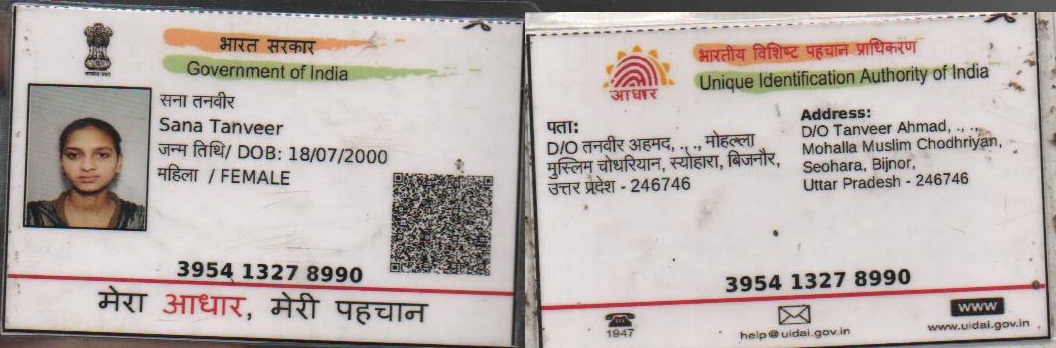 भारत सरकार
Government of India
सना तनवीर
Sana Tanveer
जन्म तिथि/ DOB: 18/07/2000
महिला / FEMALE
3954 1327 8990
मेरा आधार, मेरी पहचान
भारतीय विशिष्ट पहचान प्राधिकरण
Unique Identification Authority of India
आधार
पता:
D/O तनवीर अहमद, ., ., मोहल्ला
मुस्लिम चोधरियान, स्योहारा, बिजनौर,
उत्तर प्रदेश - 246746
Address:
D/O Tanveer Ahmad, ., .,
Mohalla Muslim Chodhriyan,
Seohara, Bijnor,
Uttar Pradesh - 246746
3954 1327 8990
1947
help@uidai.gov.in
WWW
www.uidai.gov.in